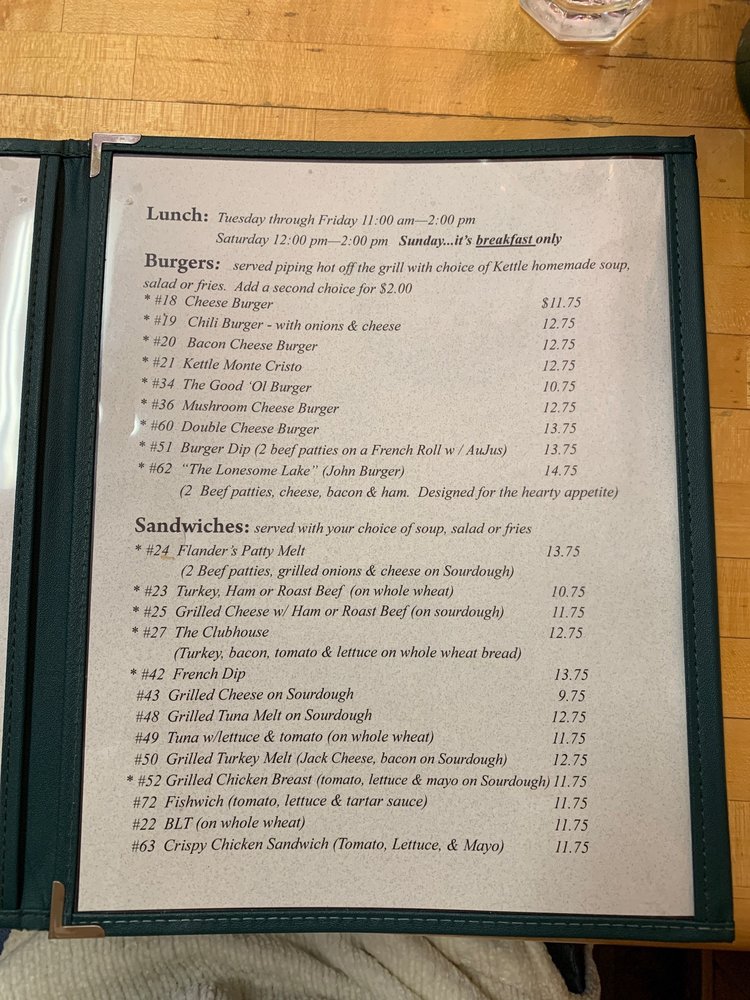 Lunch: Tuesday through Friday 11:00 am—2:00 pm
Saturday 12:00 pm—2:00 pm Sunday...it's breakfast only
Burgers: served piping hot off the grill with choice of Kettle homemade soup,
salad or fries. Add a second choice for $2.00
* #18 Cheese Burger $11.75
* #19 Chili Burger - with onions & cheese 12.75
* #20 Bacon Cheese Burger 12.75
* #21 Kettle Monte Cristo 12.75
* #34 The Good 'Ol Burger 10.75
* #36 Mushroom Cheese Burger 12.75
* #60 Double Cheese Burger 13.75
* #51 Burger Dip (2 beef patties on a French Roll w / AuJus) 13.75
* #62 "The Lonesome Lake" (John Burger) 14.75
(2 Beef patties, cheese, bacon & ham. Designed for the hearty appetite)
Sandwiches: served with your choice of soup, salad or fries
* #24 Flander's Patty Melt 13.75
(2 Beef patties, grilled onions & cheese on Sourdough)
* #23 Turkey, Ham or Roast Beef (on whole wheat) 10.75
* #25 Grilled Cheese w/ Ham or Roast Beef (on sourdough) 11.75
* #27 The Clubhouse 12.75
(Turkey, bacon, tomato & lettuce on whole wheat bread)
* #42 French Dip 13.75
#43 Grilled Cheese on Sourdough 9.75
#48 Grilled Tuna Melt on Sourdough 12.75
#49 Tuna w/lettuce & tomato (on whole wheat) 11.75
#50 Grilled Turkey Melt (Jack Cheese, bacon on Sourdough) 12.75
* #52 Grilled Chicken Breast (tomato, lettuce & mayo on Sourdough) 11.75
#72 Fishwich (tomato, lettuce & tartar sauce) 11.75
#22 BLT (on whole wheat) 11.75
#63 Crispy Chicken Sandwich (Tomato, Lettuce, & Mayo) 11.75